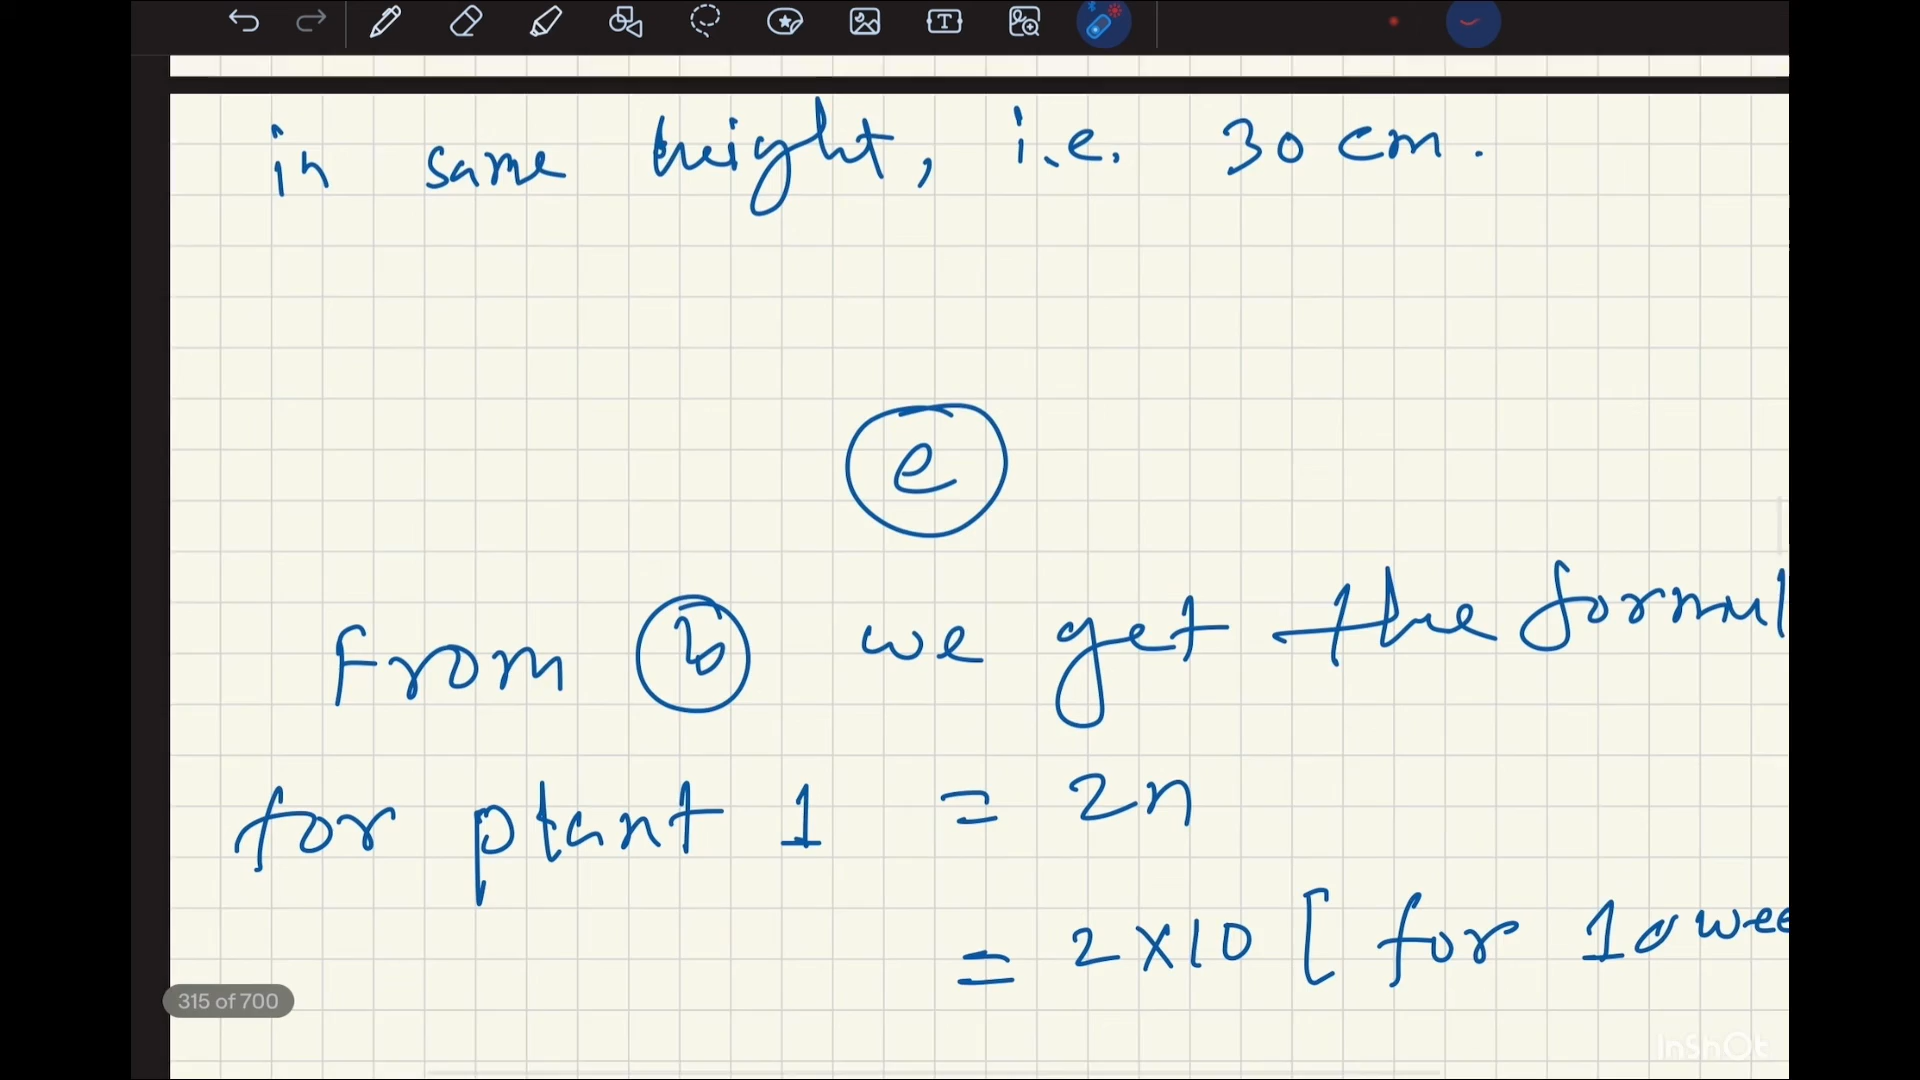 in same height, i.e. 30 cm.
e
From b we get the formul
for plant 1 = 2n
= 2×10 [ for 10 wee
315 of 700
InShOt